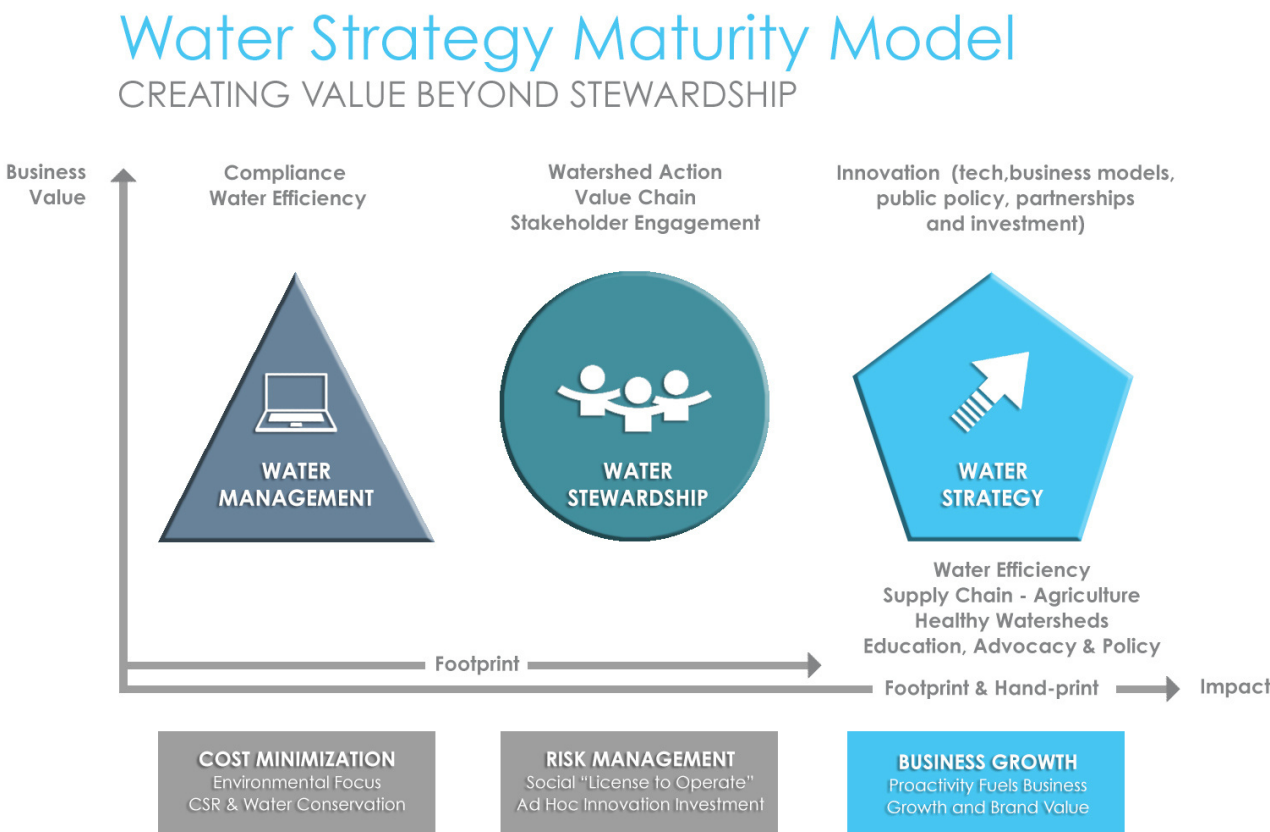 Water Strategy Maturity Model
CREATING VALUE BEYOND STEWARDSHIP
Business
Value
Compliance
Water Efficiency
Watershed Action
Value Chain
Stakeholder Engagement
Innovation (tech,business models,
public policy, partnerships
and investment)
WATER
MANAGEMENT
WATER
STEWARDSHIP
WATER
STRATEGY
Water Efficiency
Supply Chain - Agriculture
Healthy Watersheds
Education, Advocacy & Policy
Footprint
Footprint & Hand-print
Impact
COST MINIMIZATION
Environmental Focus
CSR & Water Conservation
RISK MANAGEMENT
Social “License to Operate”
Ad Hoc Innovation Investment
BUSINESS GROWTH
Proactivity Fuels Business
Growth and Brand Value